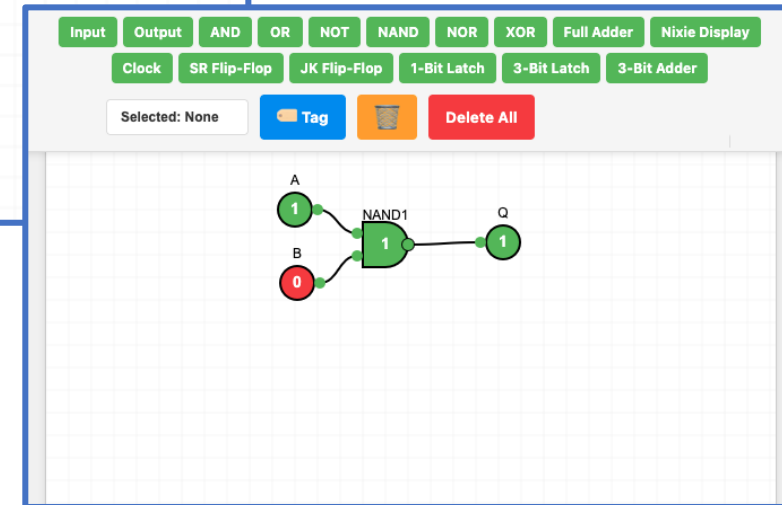 Input Output AND OR NOT NAND NOR XOR Full Adder Nixie Display
Clock SR Flip-Flop JK Flip-Flop 1-Bit Latch 3-Bit Latch 3-Bit Adder
Selected: None Tag Delete All
A
1
NAND1
1
Q
1
B
0